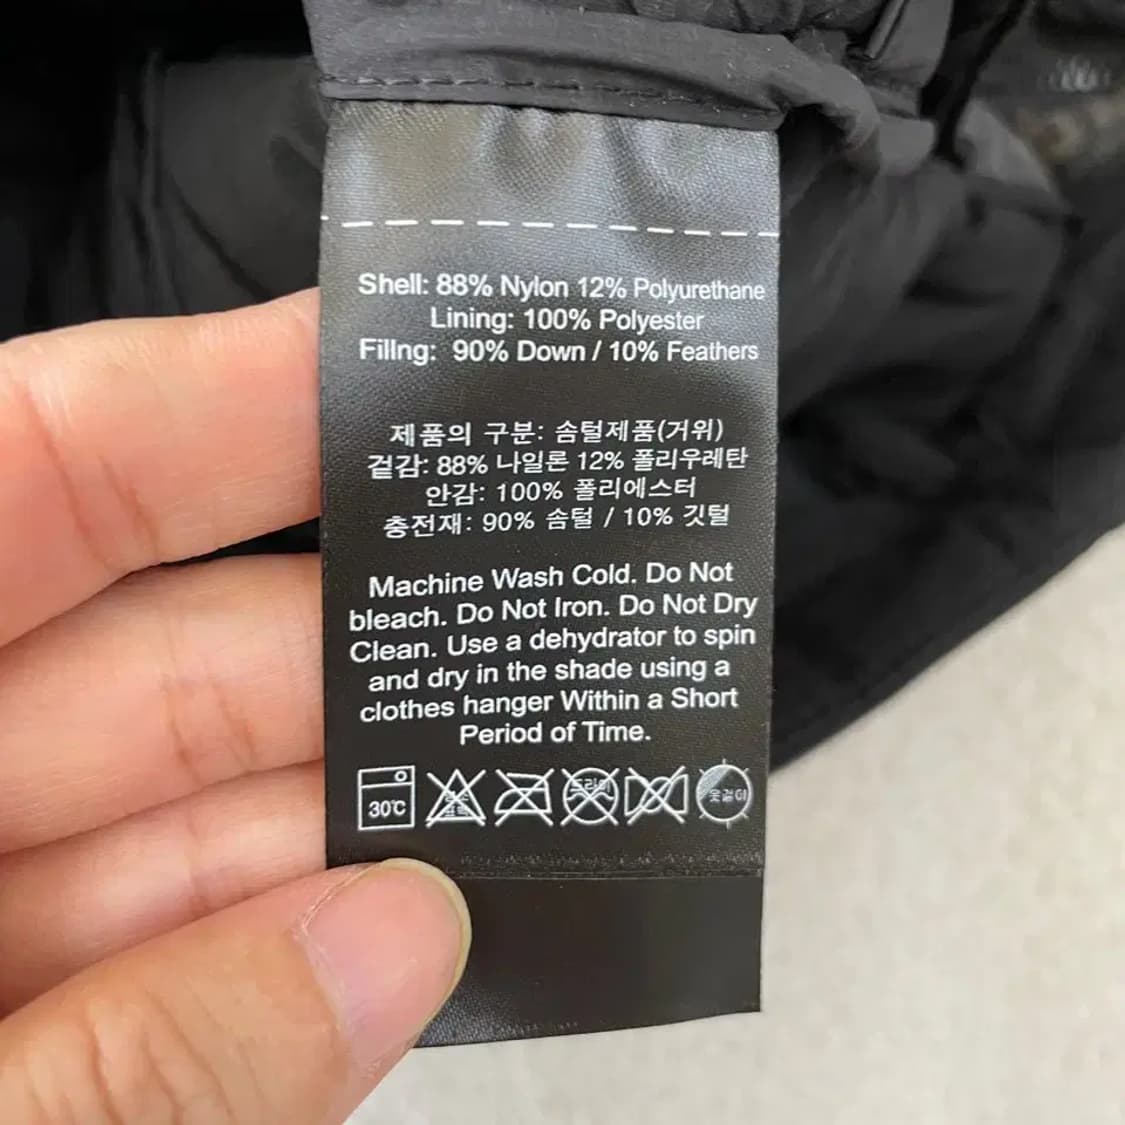 Shell: 88% Nylon 12% Polyurethane
Lining: 100% Polyester
Fillng: 90% Down / 10% Feathers
제품의 구분: 솜털제품(거위)
겉감: 88% 나일론 12% 폴리우레탄
안감: 100% 폴리에스터
충전재: 90% 솜털 / 10% 깃털
Machine Wash Cold. Do Not
bleach. Do Not Iron. Do Not Dry
Clean. Use a dehydrator to spin
and dry in the shade using a
clothes hanger Within a Short
Period of Time.
30℃ 드라이 옷걸이